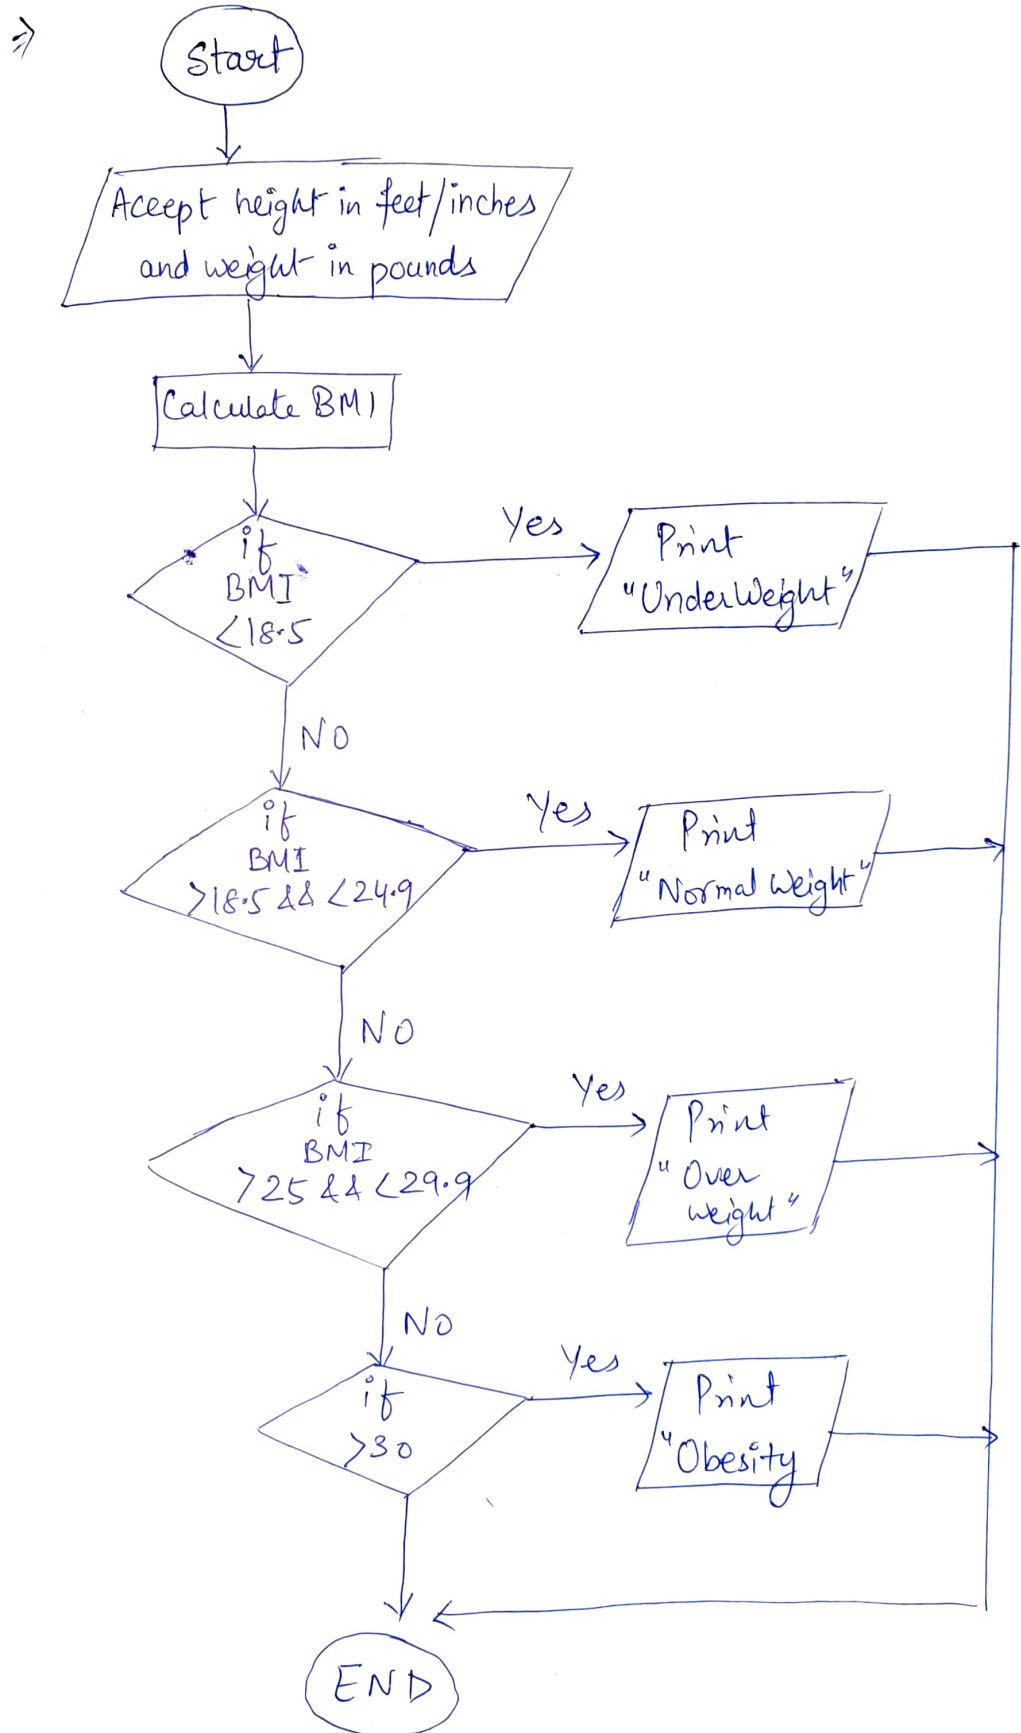 ⇒
Start
Accept height in feet/inches
and weight in pounds
Calculate BMI
if
BMI
<18.5
Yes
Print
"UnderWeight"
NO
if
BMI
>18.5 && <24.9
Yes
Print
"Normal Weight"
NO
if
BMI
>25 && <29.9
Yes
Print
"Over
weight"
NO
if
>30
Yes
Print
"Obesity
END